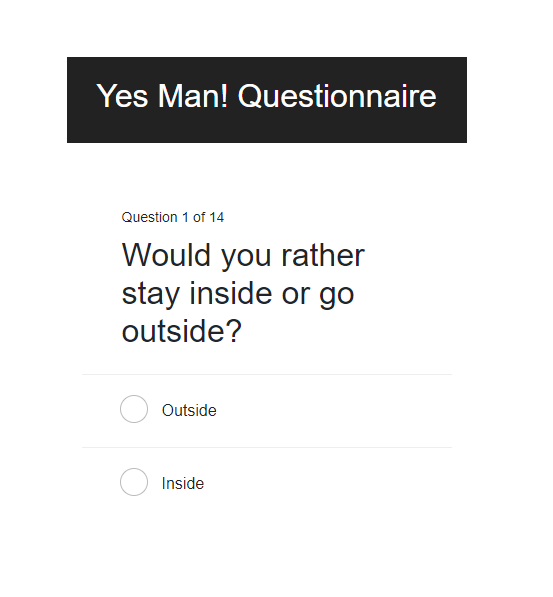 Yes Man! Questionnaire
Question 1 of 14
Would you rather
stay inside or go
outside?
Outside
Inside